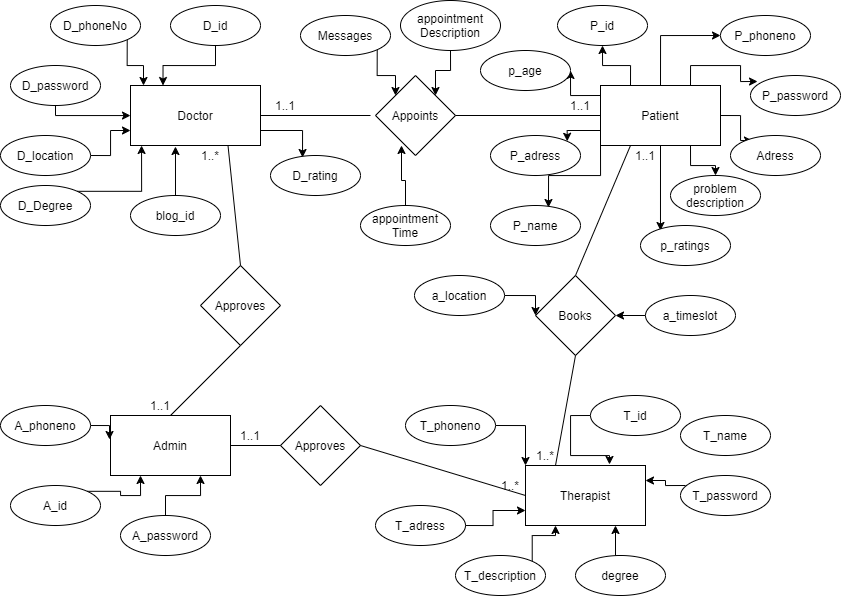 D_phoneNo
D_id
Messages
appointment
Description
P_id
P_phoneno
D_password
p_age
P_password
Doctor
1..1
Appoints
1..1
Patient
D_location
1..*
D_rating
P_adress
1..1
Adress
D_Degree
blog_id
appointment
Time
P_name
problem
description
p_ratings
Approves
a_location
Books
a_timeslot
1..1
A_phoneno
Admin
1..1
Approves
T_phoneno
T_id
T_name
1..*
1..*
Therapist
T_password
A_id
A_password
T_adress
T_description
degree